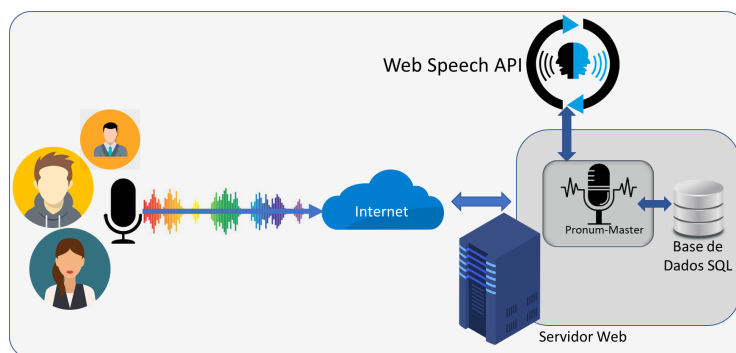 Web Speech API
Internet
Pronum-Master
Base de
Dados SQL
Servidor Web